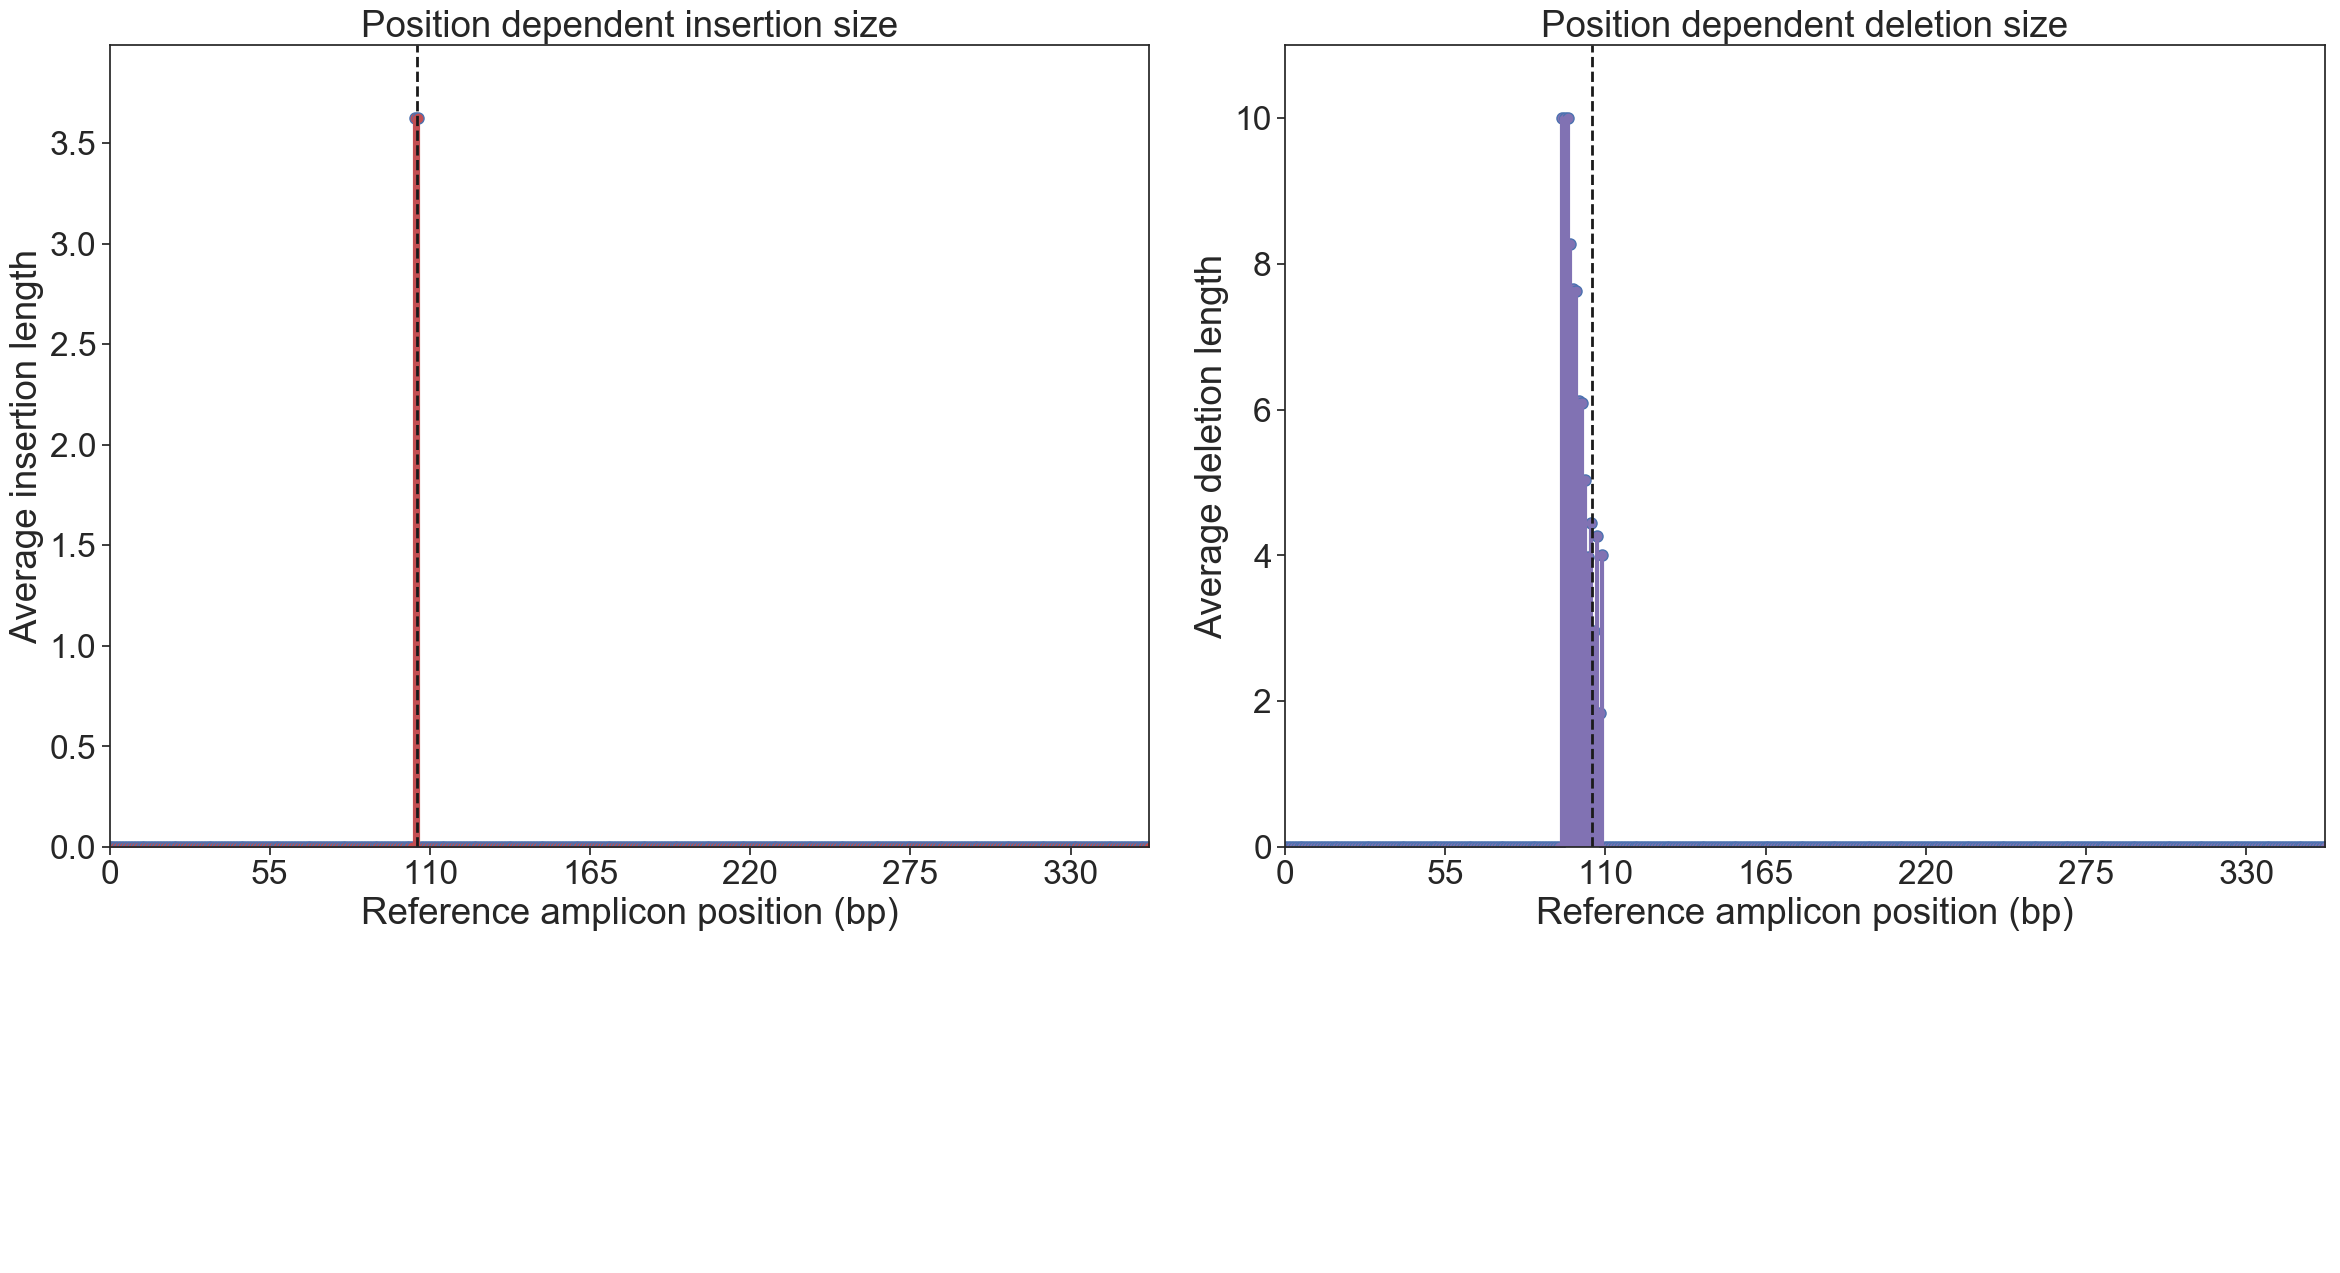 Position dependent insertion size
Average insertion length
3.5
3.0
2.5
2.0
1.5
1.0
0.5
0.0
0 55 110 165 220 275 330
Reference amplicon position (bp)
Position dependent deletion size
Average deletion length
10
8
6
4
2
0
0 55 110 165 220 275 330
Reference amplicon position (bp)